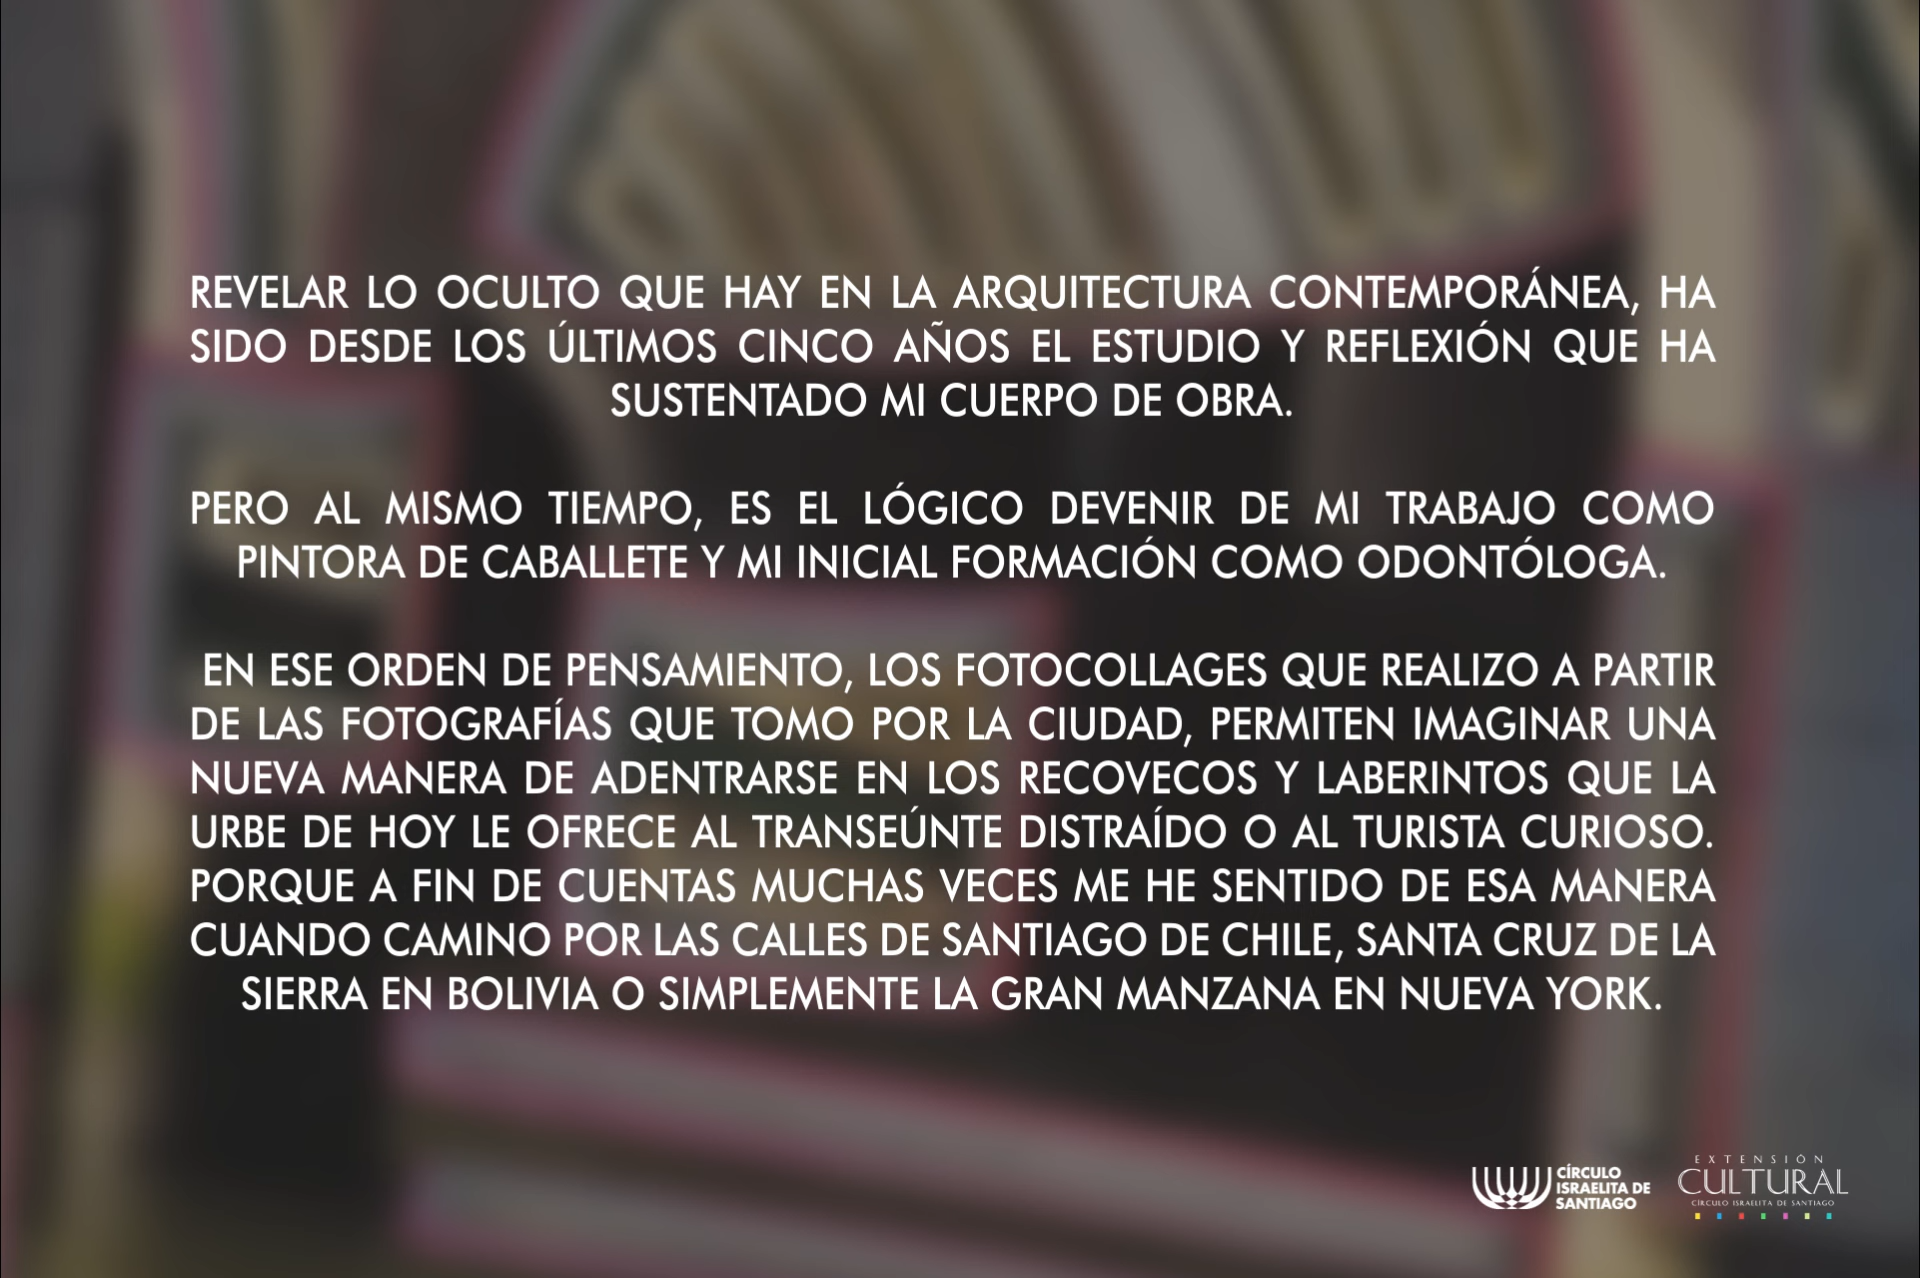 REVELAR LO OCULTO QUE HAY EN LA ARQUITECTURA CONTEMPORÁNEA, HA
SIDO DESDE LOS ÚLTIMOS CINCO AÑOS EL ESTUDIO Y REFLEXIÓN QUE HA
SUSTENTADO MI CUERPO DE OBRA.
PERO AL MISMO TIEMPO, ES EL LÓGICO DEVENIR DE MI TRABAJO COMO
PINTORA DE CABALLETE Y MI INICIAL FORMACIÓN COMO ODONTÓLOGA.
EN ESE ORDEN DE PENSAMIENTO, LOS FOTOCOLLAGES QUE REALIZO A PARTIR
DE LAS FOTOGRAFÍAS QUE TOMO POR LA CIUDAD, PERMITEN IMAGINAR UNA
NUEVA MANERA DE ADENTRARSE EN LOS RECOVECOS Y LABERINTOS QUE LA
URBE DE HOY LE OFRECE AL TRANSEÚNTE DISTRAÍDO O AL TURISTA CURIOSO.
PORQUE A FIN DE CUENTAS MUCHAS VECES ME HE SENTIDO DE ESA MANERA
CUANDO CAMINO POR LAS CALLES DE SANTIAGO DE CHILE, SANTA CRUZ DE LA
SIERRA EN BOLIVIA O SIMPLEMENTE LA GRAN MANZANA EN NUEVA YORK.
CÍRCULO
ISRAELITA DE
SANTIAGO
EXTENSIÓN
CULTURAL
CÍRCULO ISRAELITA DE SANTIAGO